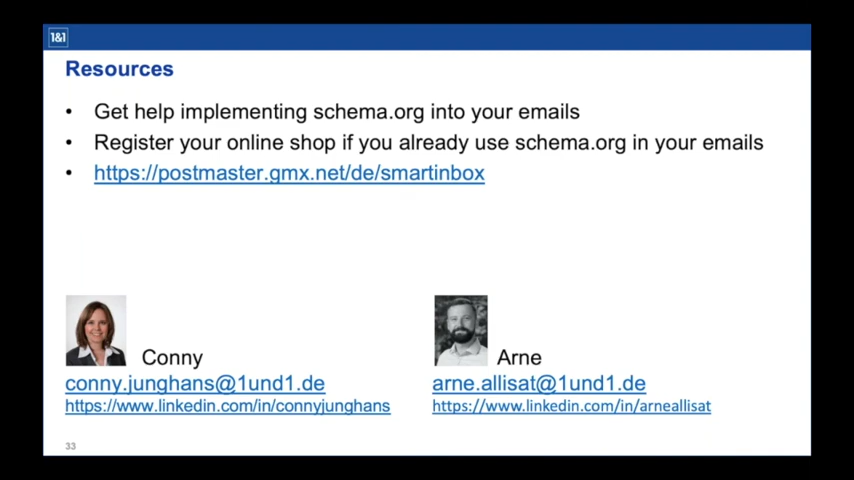 1&1
Resources
• Get help implementing schema.org into your emails
• Register your online shop if you already use schema.org in your emails
• https://postmaster.gmx.net/de/smartinbox
Conny
conny.junghans@1und1.de
https://www.linkedin.com/in/connyjunghans
Arne
arne.allisat@1und1.de
https://www.linkedin.com/in/arneallisat
33